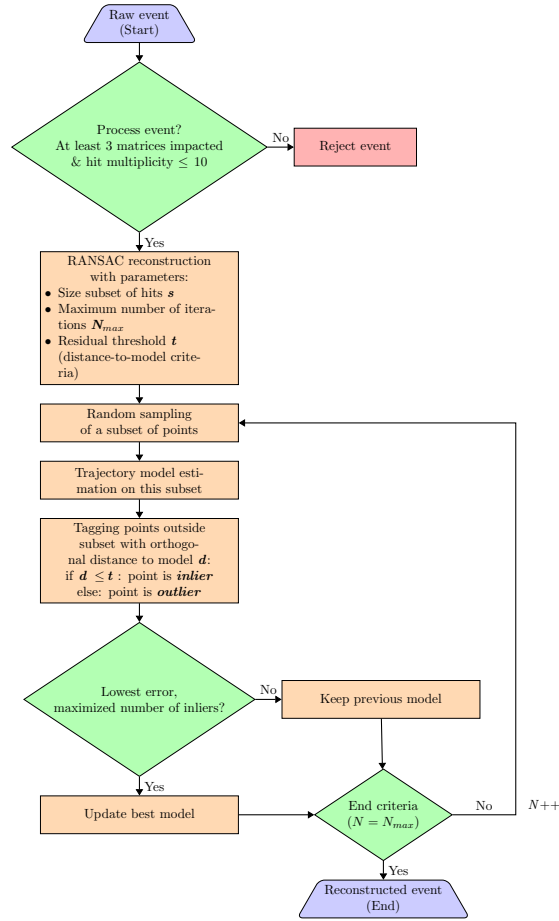 Raw event
(Start)
Process event?
At least 3 matrices impacted
& hit multiplicity ≤ 10
No
Reject event
Yes
RANSAC reconstruction
with parameters:
• Size subset of hits s
• Maximum number of itera-
tions N_max
• Residual threshold t
(distance-to-model crite-
ria)
Random sampling
of a subset of points
Trajectory model esti-
mation on this subset
Tagging points outside
subset with orthogo-
nal distance to model d:
if d ≤ t : point is inlier
else: point is outlier
Lowest error,
maximized number of inliers?
No
Keep previous model
Yes
Update best model
End criteria
(N = N_max)
No
N++
Yes
Reconstructed event
(End)